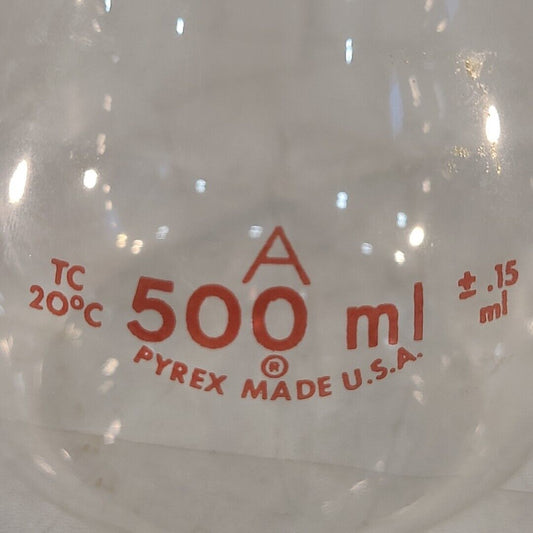 A
TC
20°C
500 ml
± .15
ml
®
PYREX MADE U.S.A.